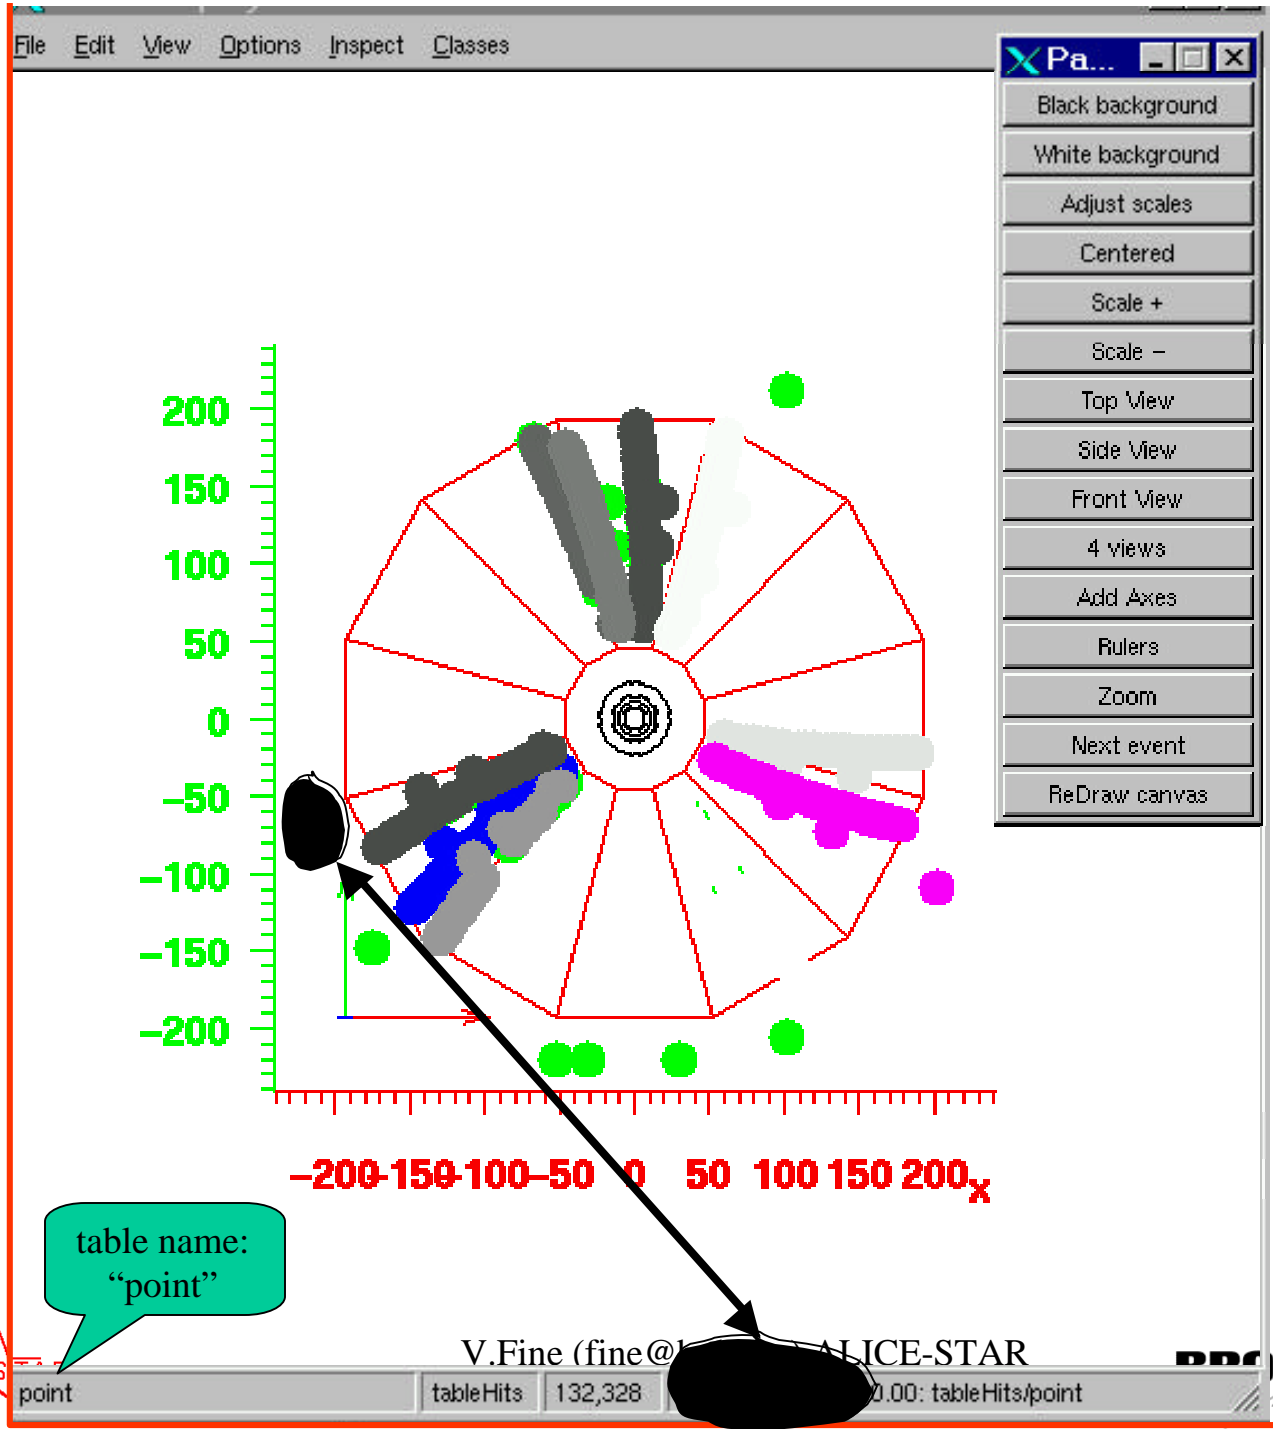 File Edit View Options Inspect Classes
Pa...
Black background
White background
Adjust scales
Centered
Scale +
Scale –
Top View
Side View
Front View
4 views
Add Axes
Rulers
Zoom
Next event
ReDraw canvas
200
150
100
50
0
–50
–100
–150
–200
–200 –150 –100 –50 0 50 100 150 200 x
table name:
“point”
V.Fine (fine@ ALICE-STAR
point tableHits 132,328 0.00: tableHits/point